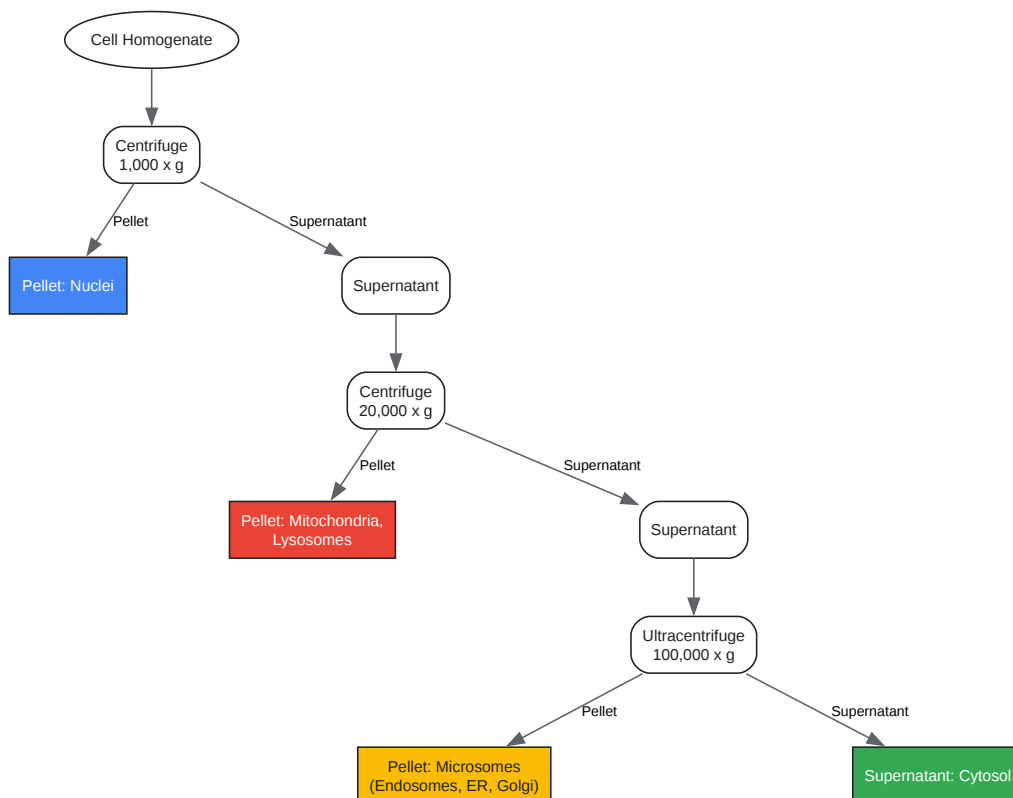 Cell Homogenate
Centrifuge
1,000 x g
Pellet
Supernatant
Pellet: Nuclei
Supernatant
Centrifuge
20,000 x g
Pellet
Supernatant
Pellet: Mitochondria,
Lysosomes
Supernatant
Ultracentrifuge
100,000 x g
Pellet
Supernatant
Pellet: Microsomes
(Endosomes, ER, Golgi)
Supernatant: Cytosol